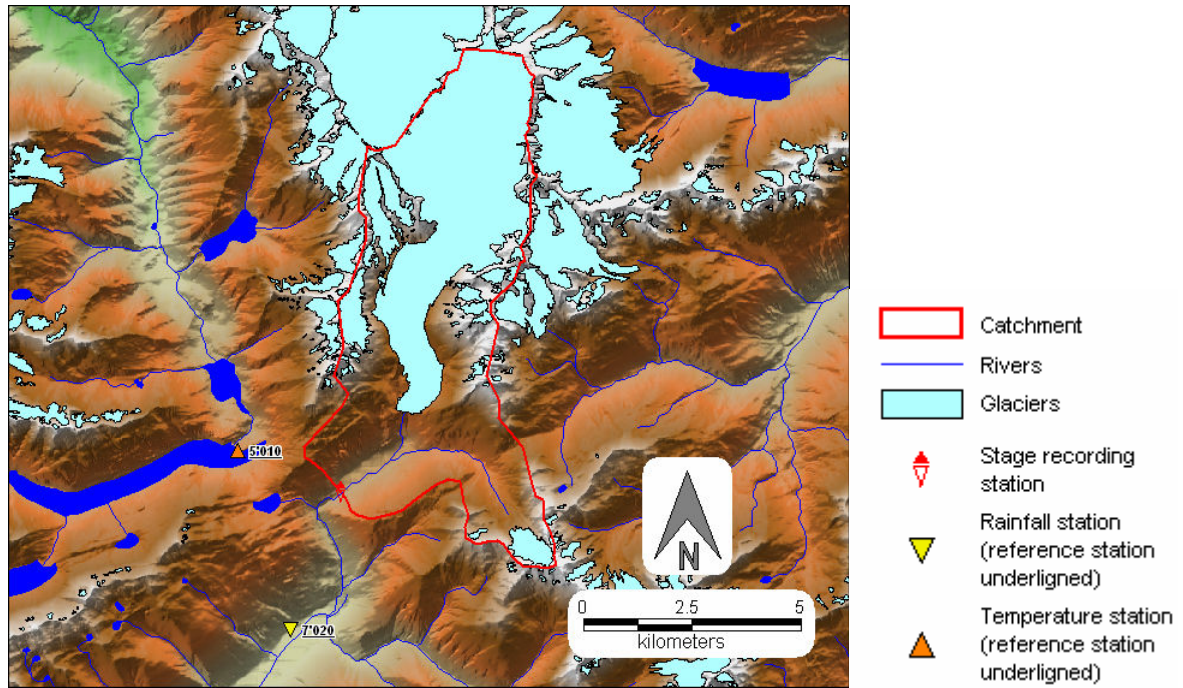 5'010
7'020
N
0 2.5 5
kilometers
Catchment
Rivers
Glaciers
Stage recording
station
Rainfall station
(reference station
underligned)
Temperature station
(reference station
underligned)